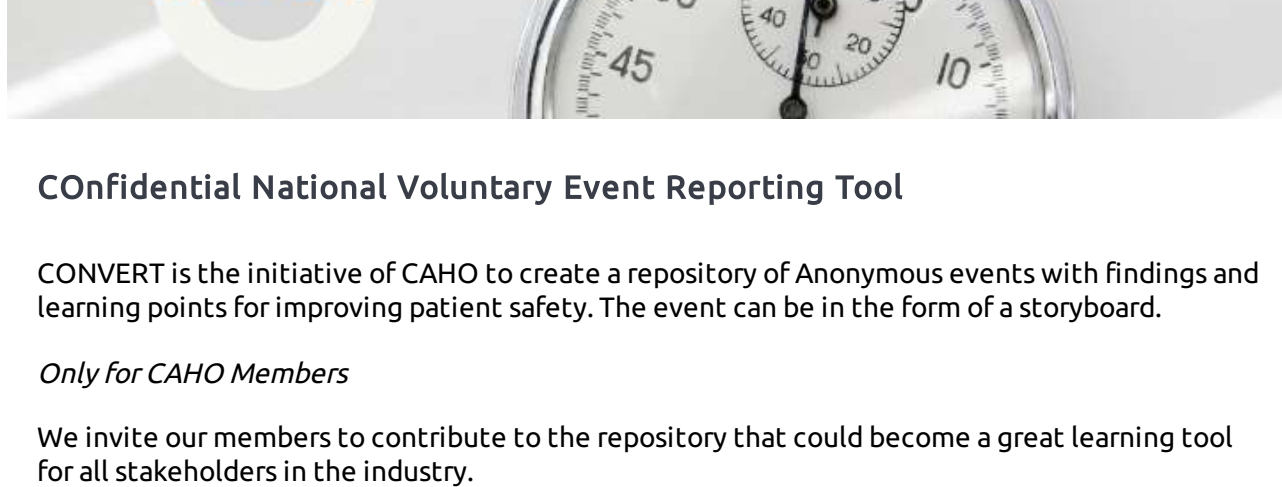 45
40
20
10
COnfidential National Voluntary Event Reporting Tool
CONVERT is the initiative of CAHO to create a repository of Anonymous events with findings and
learning points for improving patient safety. The event can be in the form of a storyboard.
Only for CAHO Members
We invite our members to contribute to the repository that could become a great learning tool
for all stakeholders in the industry.